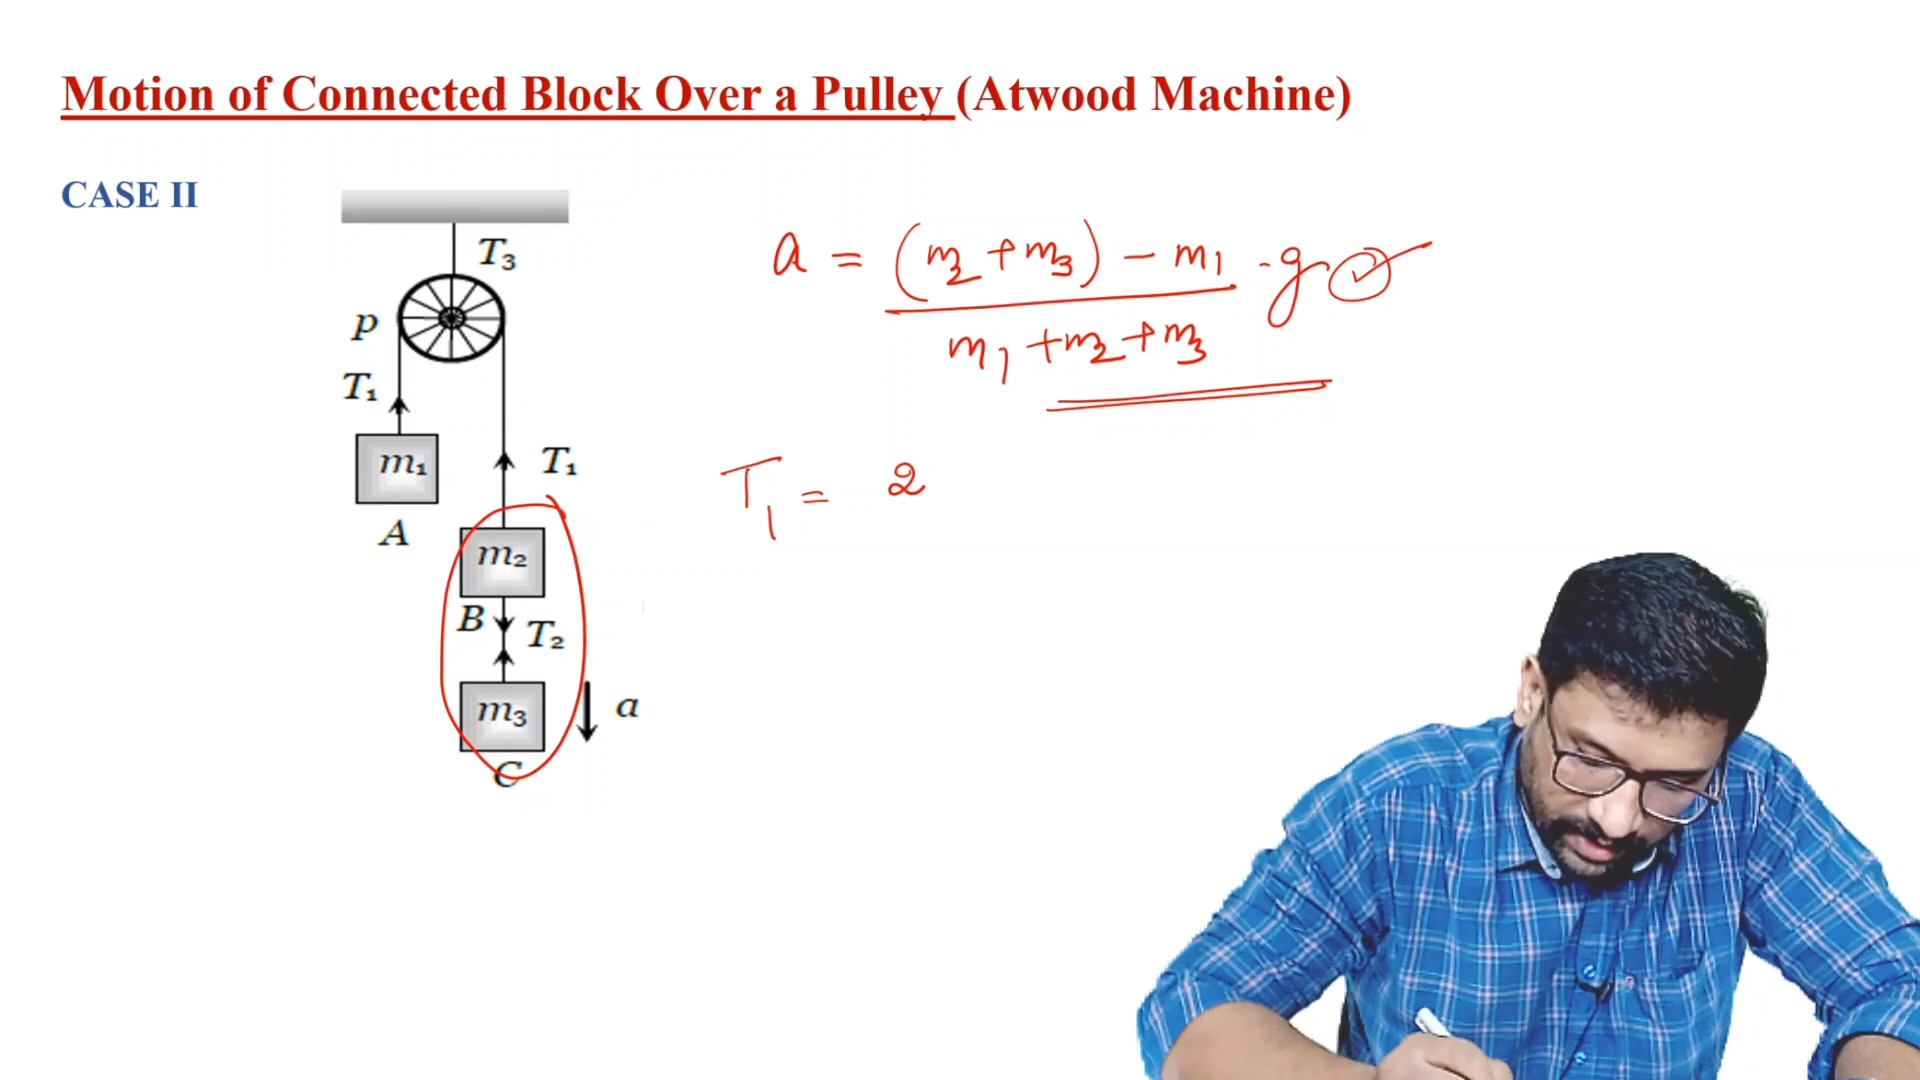 Motion of Connected Block Over a Pulley (Atwood Machine)
CASE II
T₃
p
T₁
m₁
A
T₁
m₂
B
T₂
m₃
a
C
a = (m₂ + m₃) - m₁ . g
m₁ + m₂ + m₃
T₁ = 2